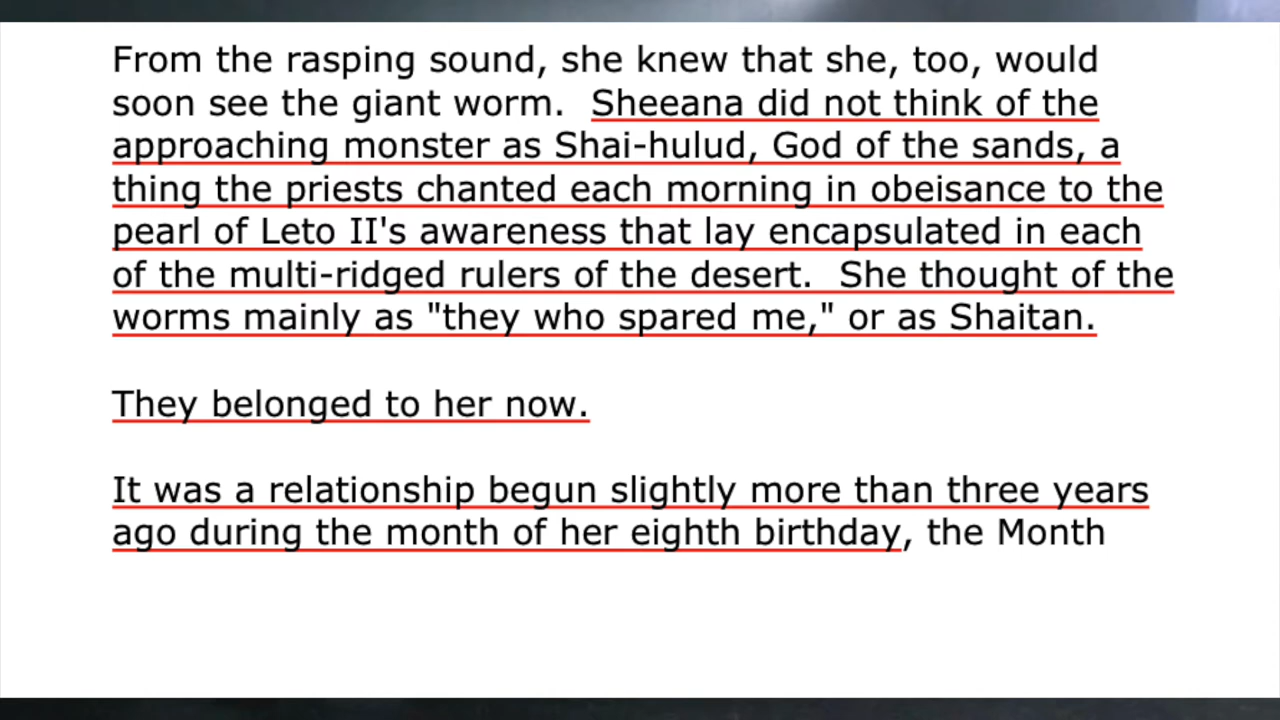 From the rasping sound, she knew that she, too, would
soon see the giant worm.  Sheeana did not think of the
approaching monster as Shai-hulud, God of the sands, a
thing the priests chanted each morning in obeisance to the
pearl of Leto II's awareness that lay encapsulated in each
of the multi-ridged rulers of the desert.  She thought of the
worms mainly as "they who spared me," or as Shaitan.
They belonged to her now.
It was a relationship begun slightly more than three years
ago during the month of her eighth birthday, the Month